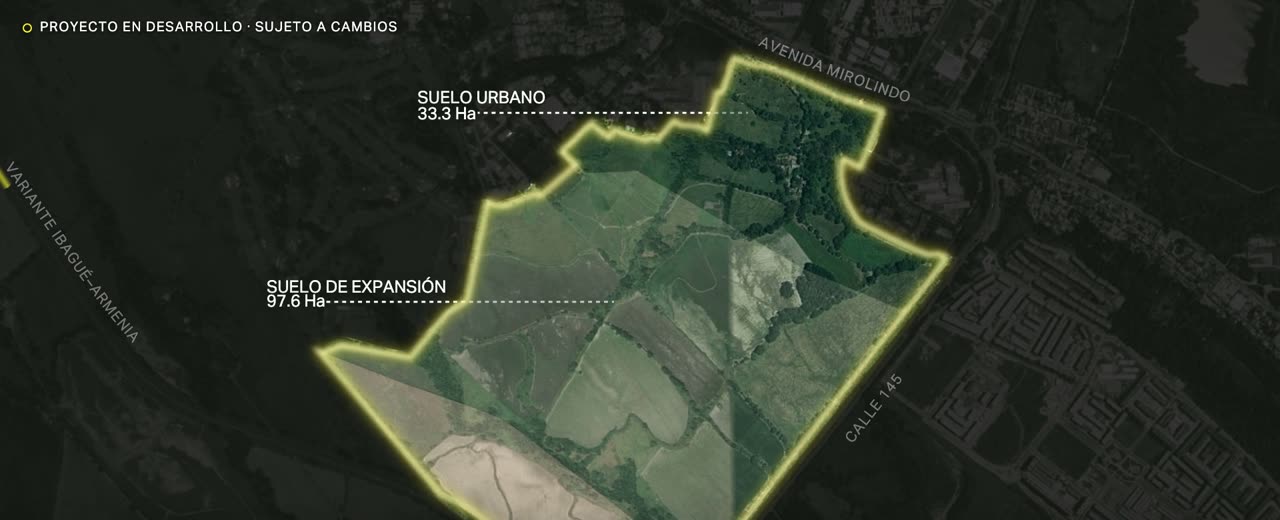 PROYECTO EN DESARROLLO · SUJETO A CAMBIOS
AVENIDA MIROLINDO
SUELO URBANO
33.3 Ha
VARIANTE IBAGUÉ–ARMENIA
SUELO DE EXPANSIÓN
97.6 Ha
CALLE 145